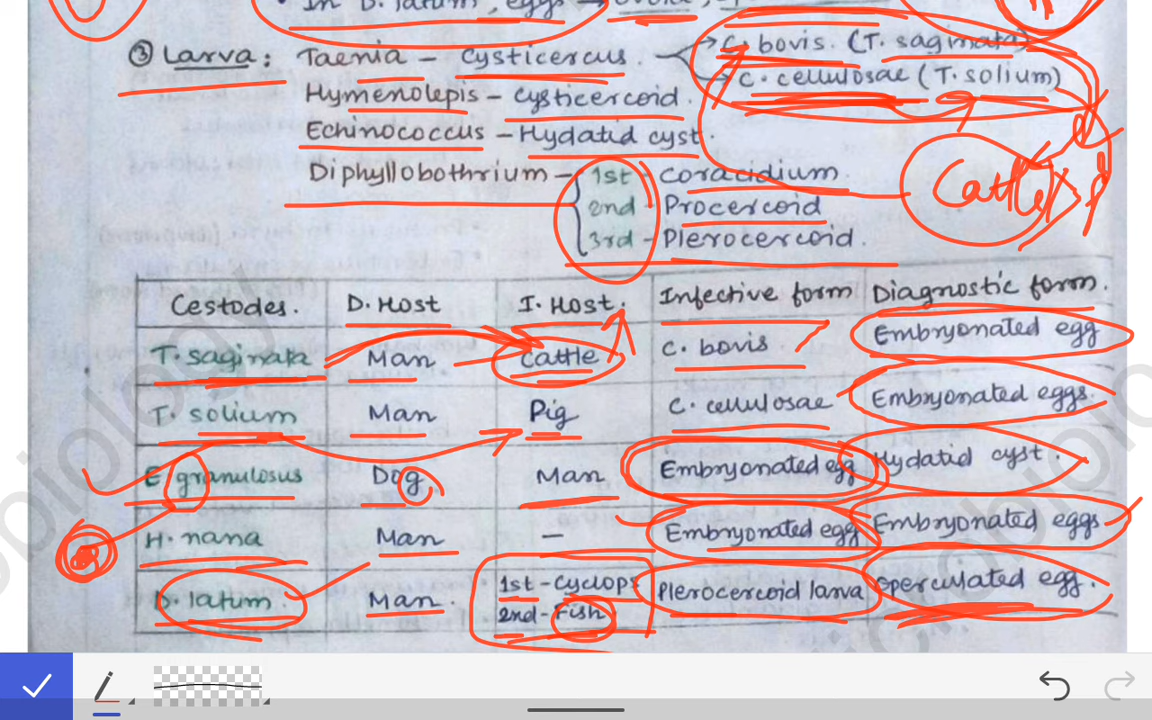 • In D. latum, eggs →
③ Larva : Taenia - Cysticercus → C. bovis. (T. saginata)
→ C. cellulosae (T. solium)
Hymenolepis - Cysticercoid.
Echinococcus - Hydatid cyst.
Diphyllobothrium - 1st - Coracidium
2nd - Procercoid
3rd - Plerocercoid.
Cattle
Cestodes. D. Host I. Host. Infective form Diagnostic form.
T. saginata Man Cattle C. bovis Embryonated egg
T. solium Man Pig C. cellulosae Embryonated eggs.
E. granulosus Dog Man Embryonated egg Hydatid cyst.
H. nana Man - Embryonated egg Embryonated eggs
D. latum. Man. 1st - Cyclops Plerocercoid larva Operculated egg.
2nd - Fish